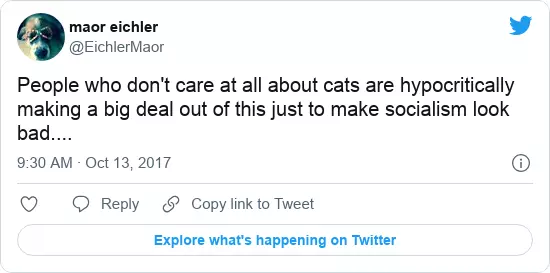 maor eichler
@EichlerMaor
People who don't care at all about cats are hypocritically
making a big deal out of this just to make socialism look
bad....
9:30 AM · Oct 13, 2017
Reply
Copy link to Tweet
Explore what's happening on Twitter